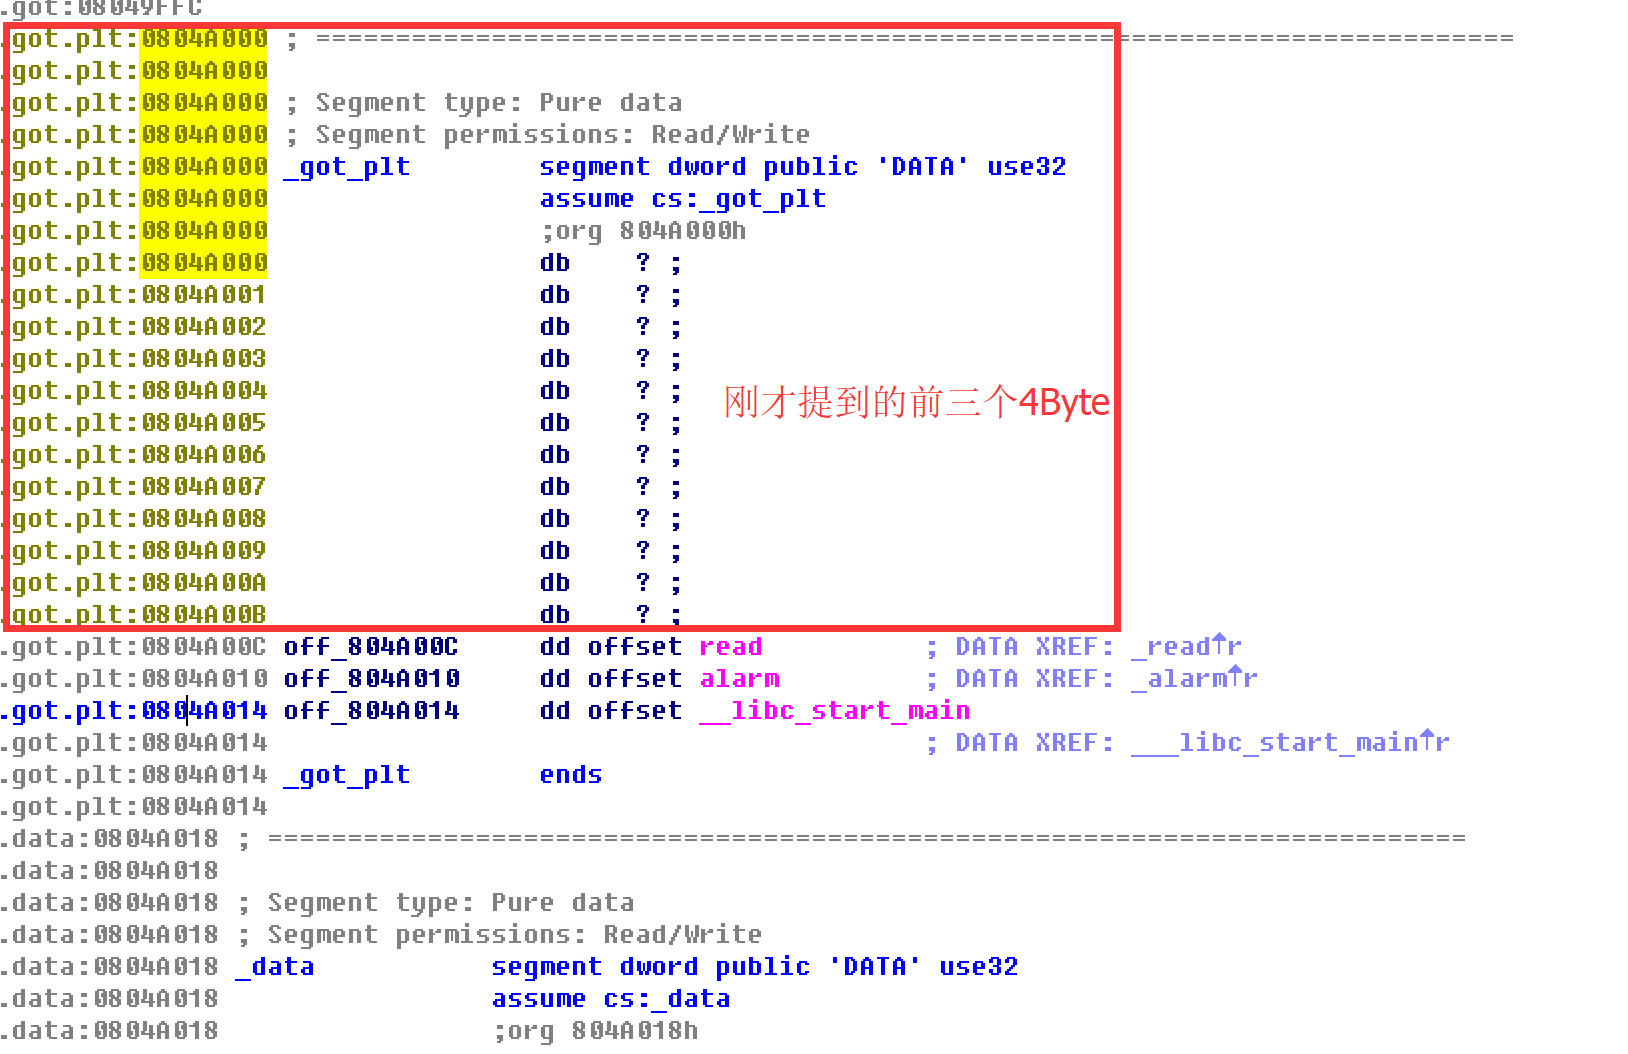 .got:08049FFC
.got.plt:0804A000 ; ===========================================================================
.got.plt:0804A000
.got.plt:0804A000 ; Segment type: Pure data
.got.plt:0804A000 ; Segment permissions: Read/Write
.got.plt:0804A000 _got_plt segment dword public 'DATA' use32
.got.plt:0804A000 assume cs:_got_plt
.got.plt:0804A000 ;org 804A000h
.got.plt:0804A000 db ? ;
.got.plt:0804A001 db ? ;
.got.plt:0804A002 db ? ;
.got.plt:0804A003 db ? ;
.got.plt:0804A004 db ? ;
刚才提到的前三个4Byte
.got.plt:0804A005 db ? ;
.got.plt:0804A006 db ? ;
.got.plt:0804A007 db ? ;
.got.plt:0804A008 db ? ;
.got.plt:0804A009 db ? ;
.got.plt:0804A00A db ? ;
.got.plt:0804A00B db ? ;
.got.plt:0804A00C off_804A00C dd offset read ; DATA XREF: _read↑r
.got.plt:0804A010 off_804A010 dd offset alarm ; DATA XREF: _alarm↑r
.got.plt:0804A014 off_804A014 dd offset __libc_start_main
.got.plt:0804A014 ; DATA XREF: ___libc_start_main↑r
.got.plt:0804A014 _got_plt ends
.got.plt:0804A014
.data:0804A018 ; ===========================================================================
.data:0804A018
.data:0804A018 ; Segment type: Pure data
.data:0804A018 ; Segment permissions: Read/Write
.data:0804A018 _data segment dword public 'DATA' use32
.data:0804A018 assume cs:_data
.data:0804A018 ;org 804A018h